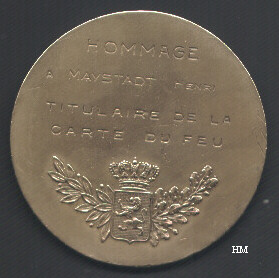 HOMMAGE
A MAYSTADT HENRI
TITULAIRE DE LA
CARTE DU FEU
HM